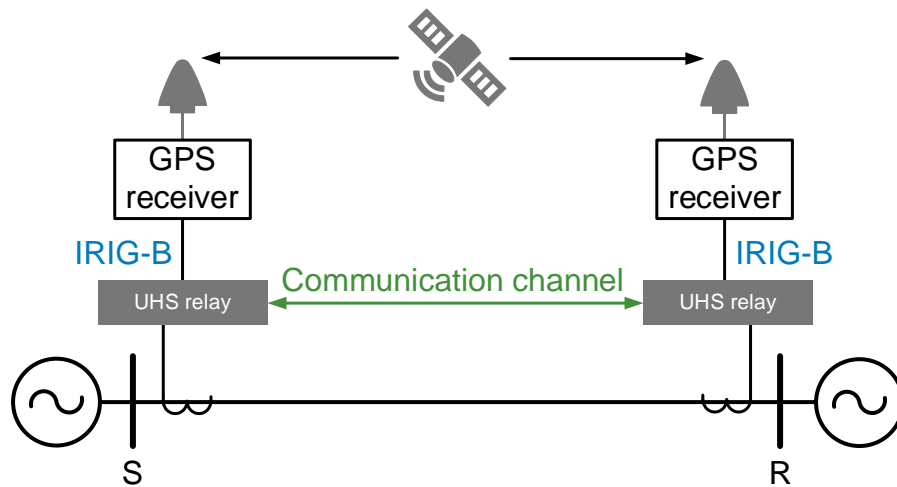 GPS
receiver
GPS
receiver
IRIG-B
IRIG-B
Communication channel
UHS relay
UHS relay
S
R